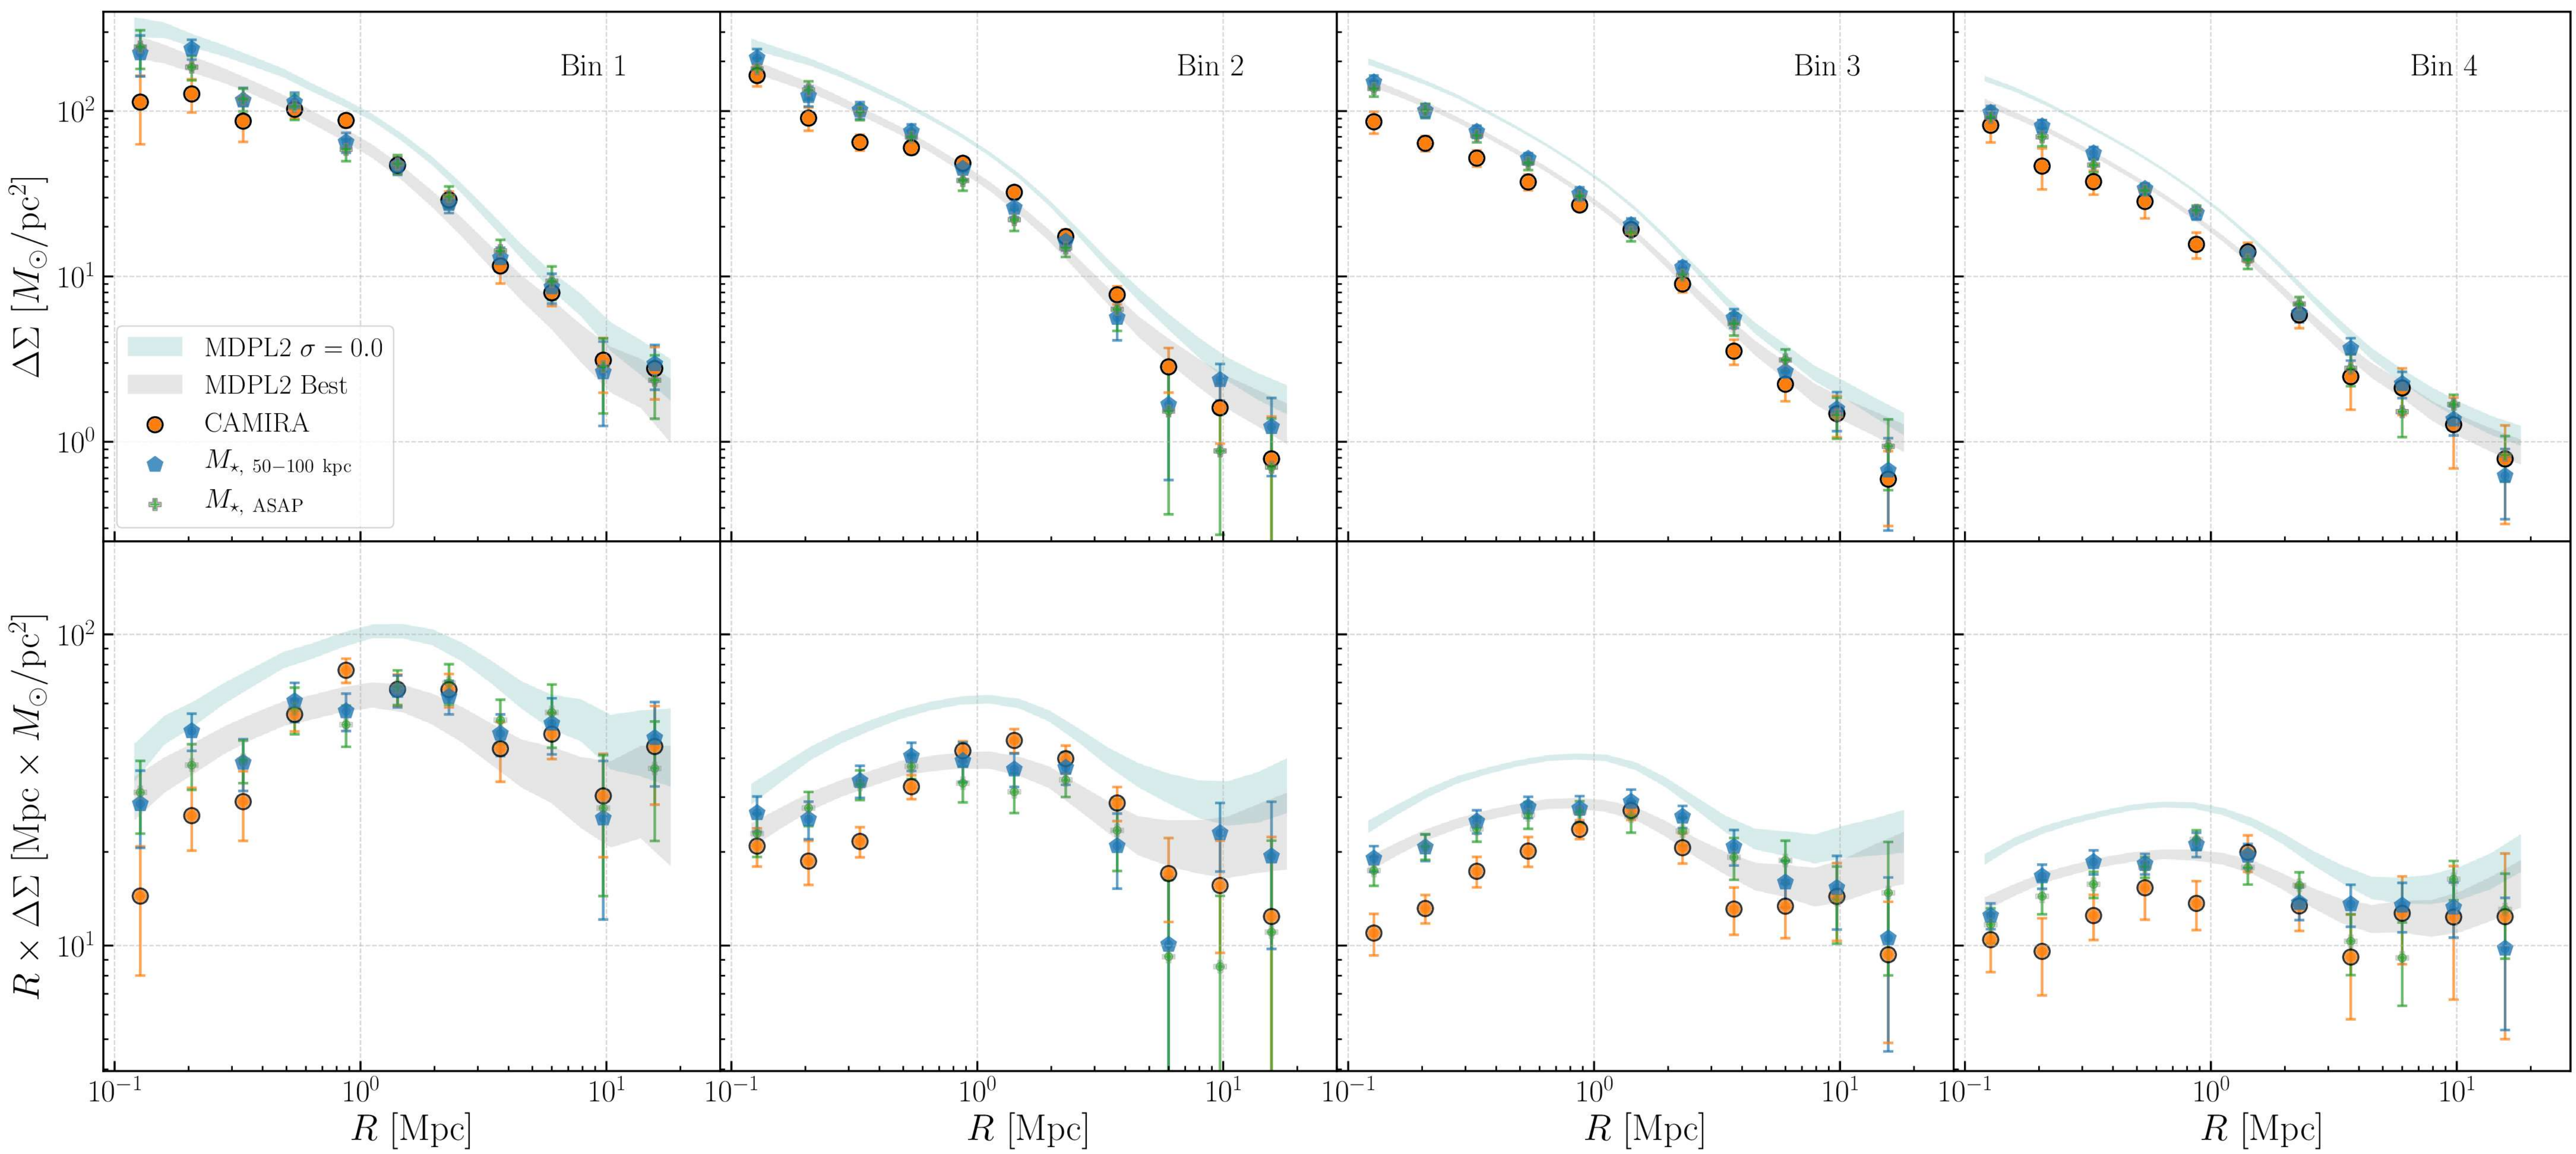 Bin 1
Bin 2
Bin 3
Bin 4
ΔΣ [M⊙/pc²]
10²
10¹
10⁰
MDPL2 σ = 0.0
MDPL2 Best
CAMIRA
M⋆, 50−100 kpc
M⋆, ASAP
R × ΔΣ [Mpc × M⊙/pc²]
10²
10¹
10⁻¹ 10⁰ 10¹ 10⁻¹ 10⁰ 10¹ 10⁻¹ 10⁰ 10¹ 10⁻¹ 10⁰ 10¹
R [Mpc] R [Mpc] R [Mpc] R [Mpc]